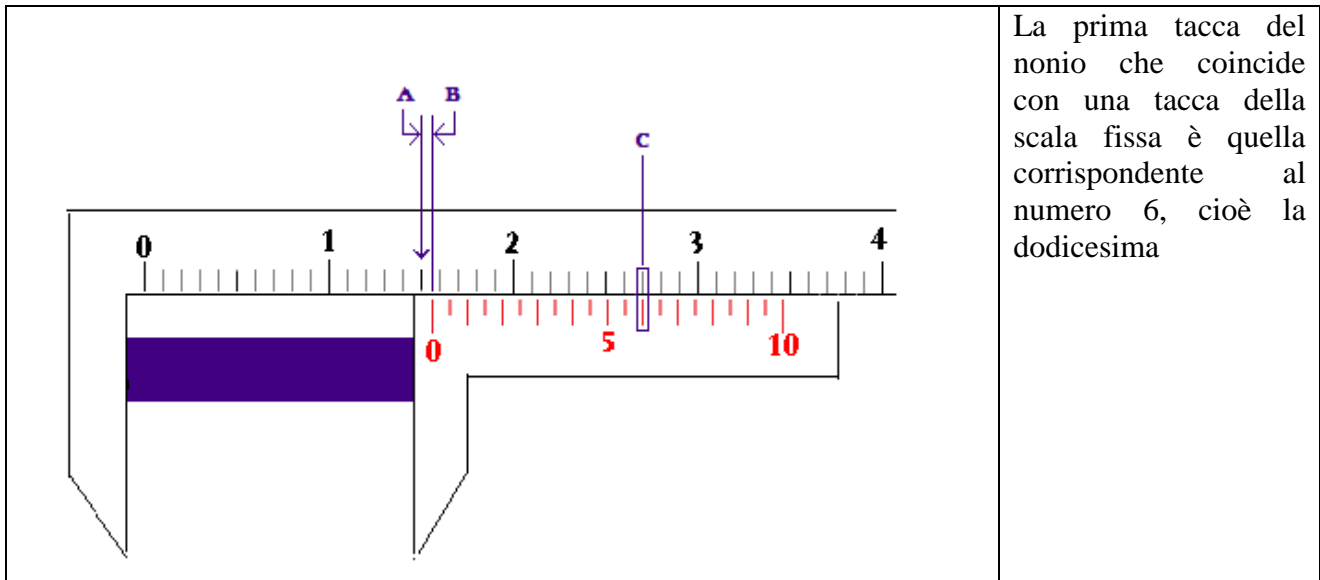 A B
C
0 1 2 3 4
0 5 10
La prima tacca del
nonio che coincide
con una tacca della
scala fissa è quella
corrispondente al
numero 6, cioè la
dodicesima